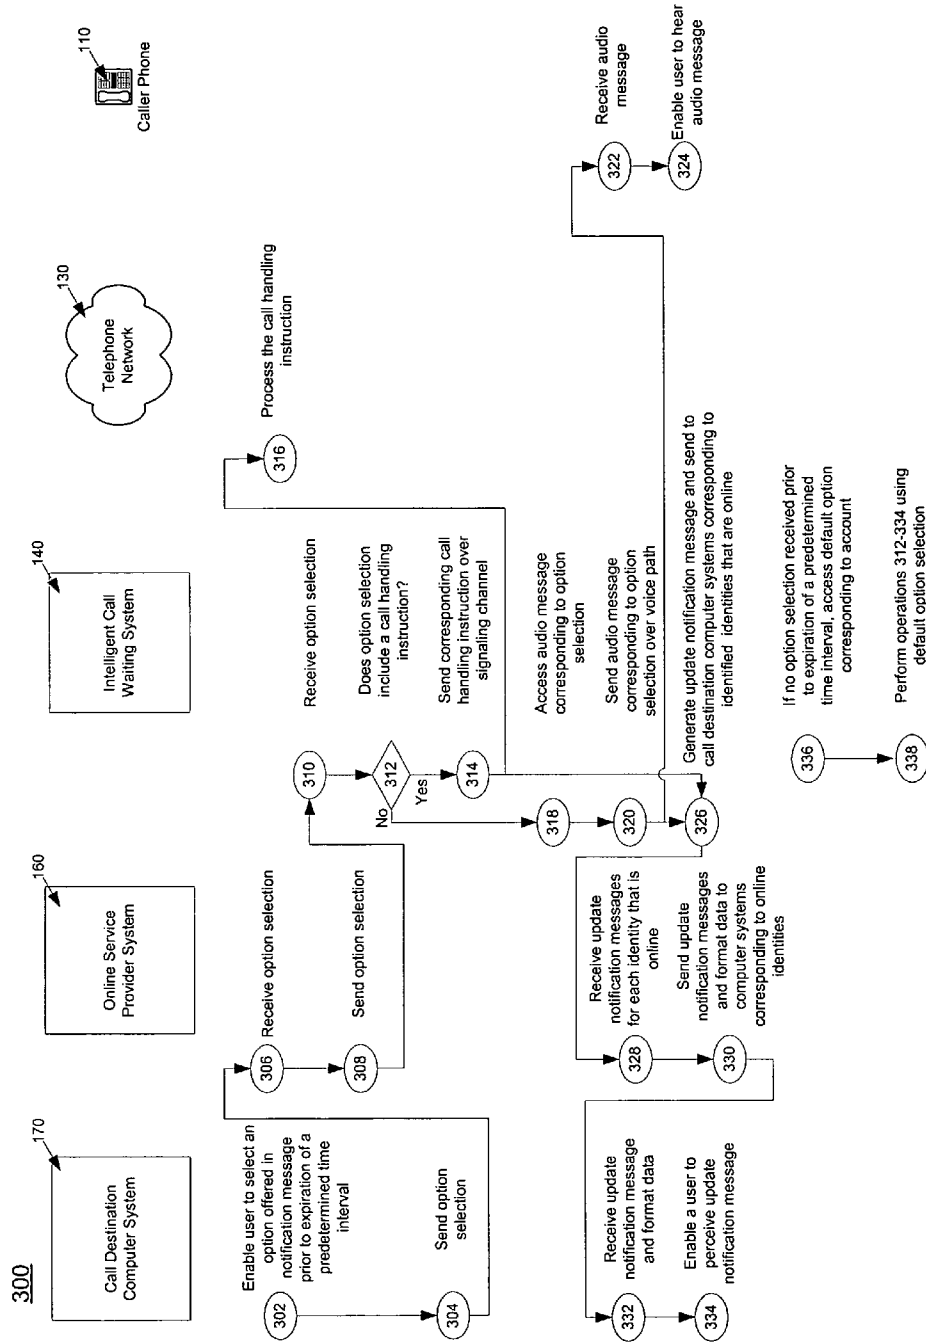 300
170
Call Destination
Computer System
160
Online Service
Provider System
140
Intelligent Call
Waiting System
130
Telephone
Network
110
Caller Phone
302
Enable user to select an
option offered in
notification message
prior to expiration of a
predetermined time
interval
304
Send option
selection
306
Receive option selection
308
Send option selection
310
Receive option selection
312
Does option selection
include a call handling
instruction?
Yes
No
314
Send corresponding call
handling instruction over
signaling channel
316
Process the call handling
instruction
318
Access audio message
corresponding to option
selection
320
Send audio message
corresponding to option
selection over voice path
322
Receive audio
message
324
Enable user to hear
audio message
326
Generate update notification message and send to
call destination computer systems corresponding to
identified identities that are online
328
Receive update
notification messages
for each identity that is
online
330
Send update
notification messages
and format data to
computer systems
corresponding to online
identities
332
Receive update
notification message
and format data
334
Enable a user to
perceive update
notification message
336
If no option selection received prior
to expiration of a predetermined
time interval, access default option
corresponding to account
338
Perform operations 312-334 using
default option selection